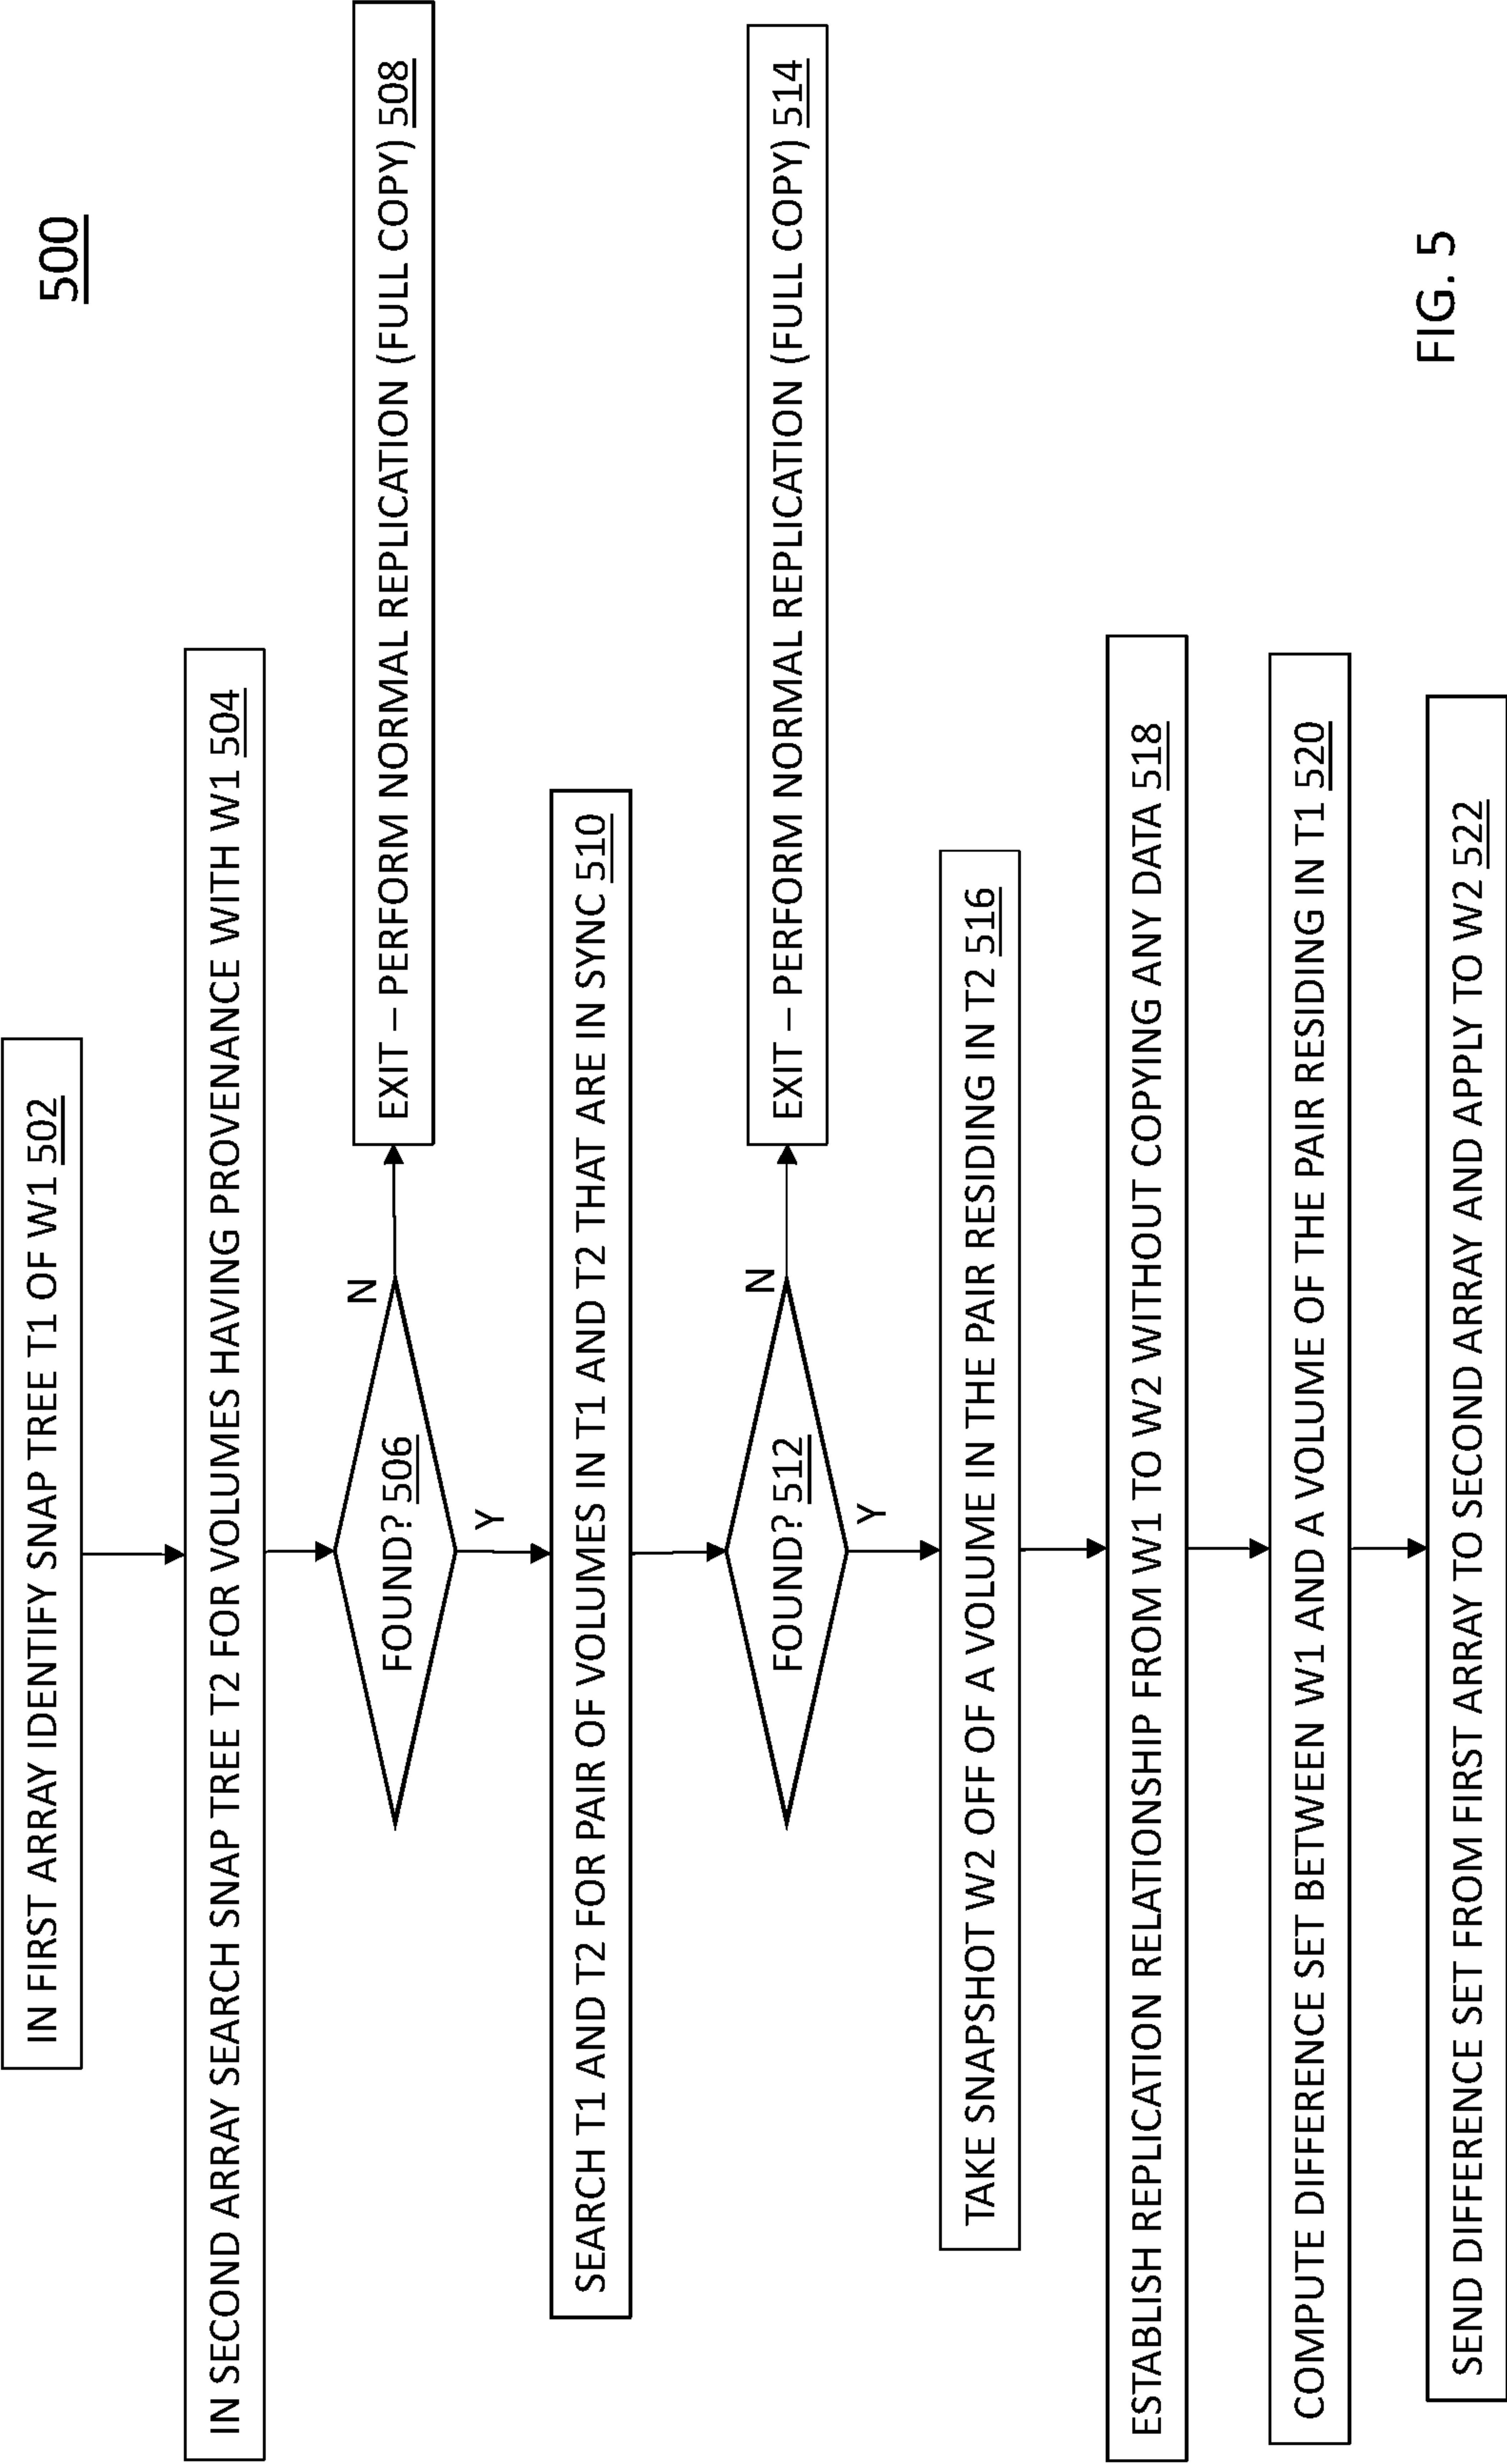 500
IN FIRST ARRAY IDENTIFY SNAP TREE T1 OF W1 502
IN SECOND ARRAY SEARCH SNAP TREE T2 FOR VOLUMES HAVING PROVENANCE WITH W1 504
FOUND? 506
N
EXIT – PERFORM NORMAL REPLICATION (FULL COPY) 508
Y
SEARCH T1 AND T2 FOR PAIR OF VOLUMES IN T1 AND T2 THAT ARE IN SYNC 510
FOUND? 512
N
EXIT – PERFORM NORMAL REPLICATION (FULL COPY) 514
Y
TAKE SNAPSHOT W2 OFF OF A VOLUME IN THE PAIR RESIDING IN T2 516
ESTABLISH REPLICATION RELATIONSHIP FROM W1 TO W2 WITHOUT COPYING ANY DATA 518
COMPUTE DIFFERENCE SET BETWEEN W1 AND A VOLUME OF THE PAIR RESIDING IN T1 520
SEND DIFFERENCE SET FROM FIRST ARRAY TO SECOND ARRAY AND APPLY TO W2 522
FIG. 5